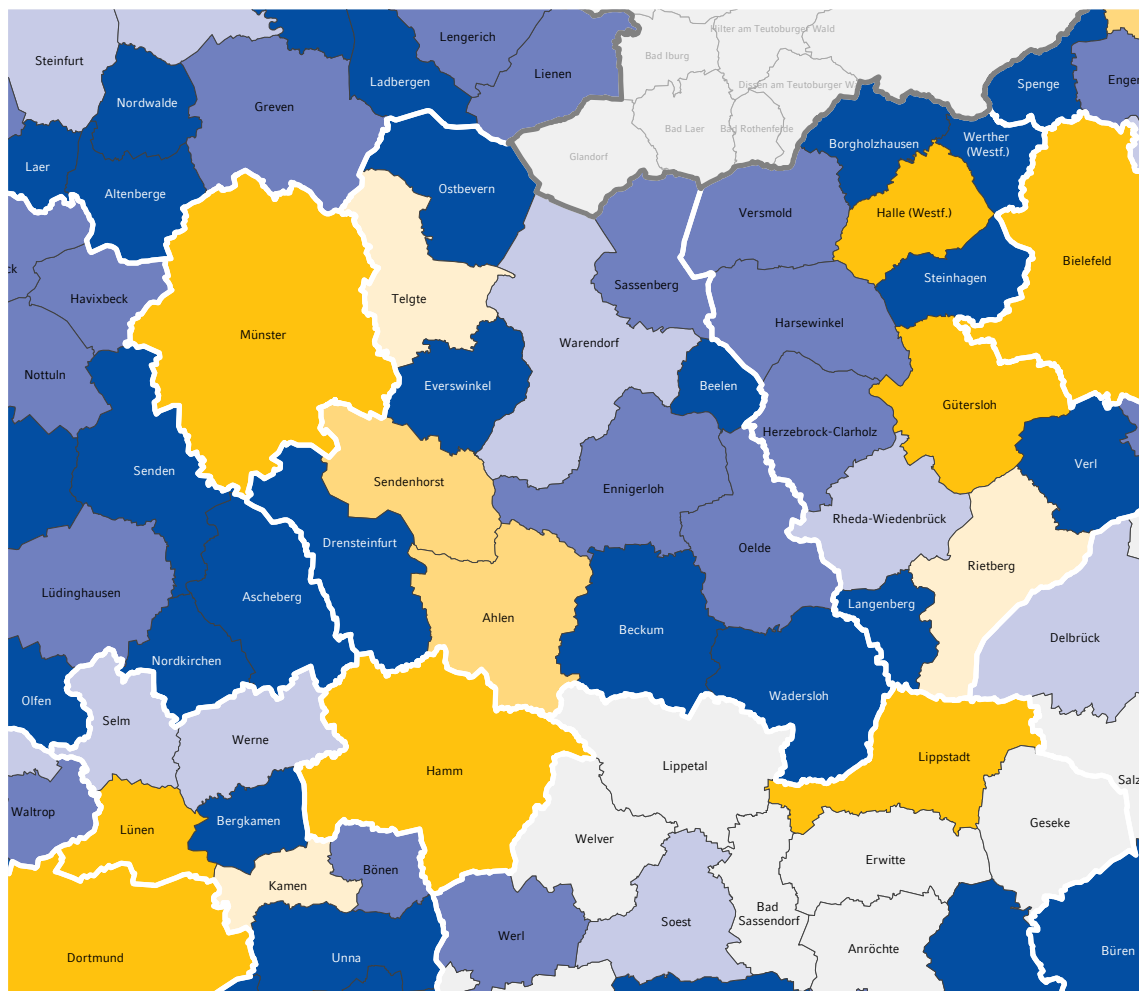 Lengerich
Hilter am Teutoburger Wald
Steinfurt
Bad Iburg
Lienen
Ladbergen
Dissen am Teutoburger W
Spenge
Enger
Nordwalde
Greven
Bad Laer
Bad Rothenfelde
Borgholzhausen
Werther
(Westf.)
Glandorf
Laer
Altenberge
Ostbevern
Versmold
Halle (Westf.)
Bielefeld
ck
Havixbeck
Telgte
Sassenberg
Steinhagen
Münster
Warendorf
Harsewinkel
Nottuln
Everswinkel
Beelen
Gütersloh
Herzebrock-Clarholz
Senden
Sendenhorst
Ennigerloh
Verl
Rheda-Wiedenbrück
Drensteinfurt
Oelde
Rietberg
Lüdinghausen
Ascheberg
Langenberg
Ahlen
Beckum
Delbrück
Nordkirchen
Olfen
Wadersloh
Selm
Werne
Hamm
Lippetal
Lippstadt
Salz
Waltrop
Lünen
Bergkamen
Welver
Geseke
Bönen
Erwitte
Kamen
Soest
Bad
Sassendorf
Werl
Anröchte
Büren
Dortmund
Unna